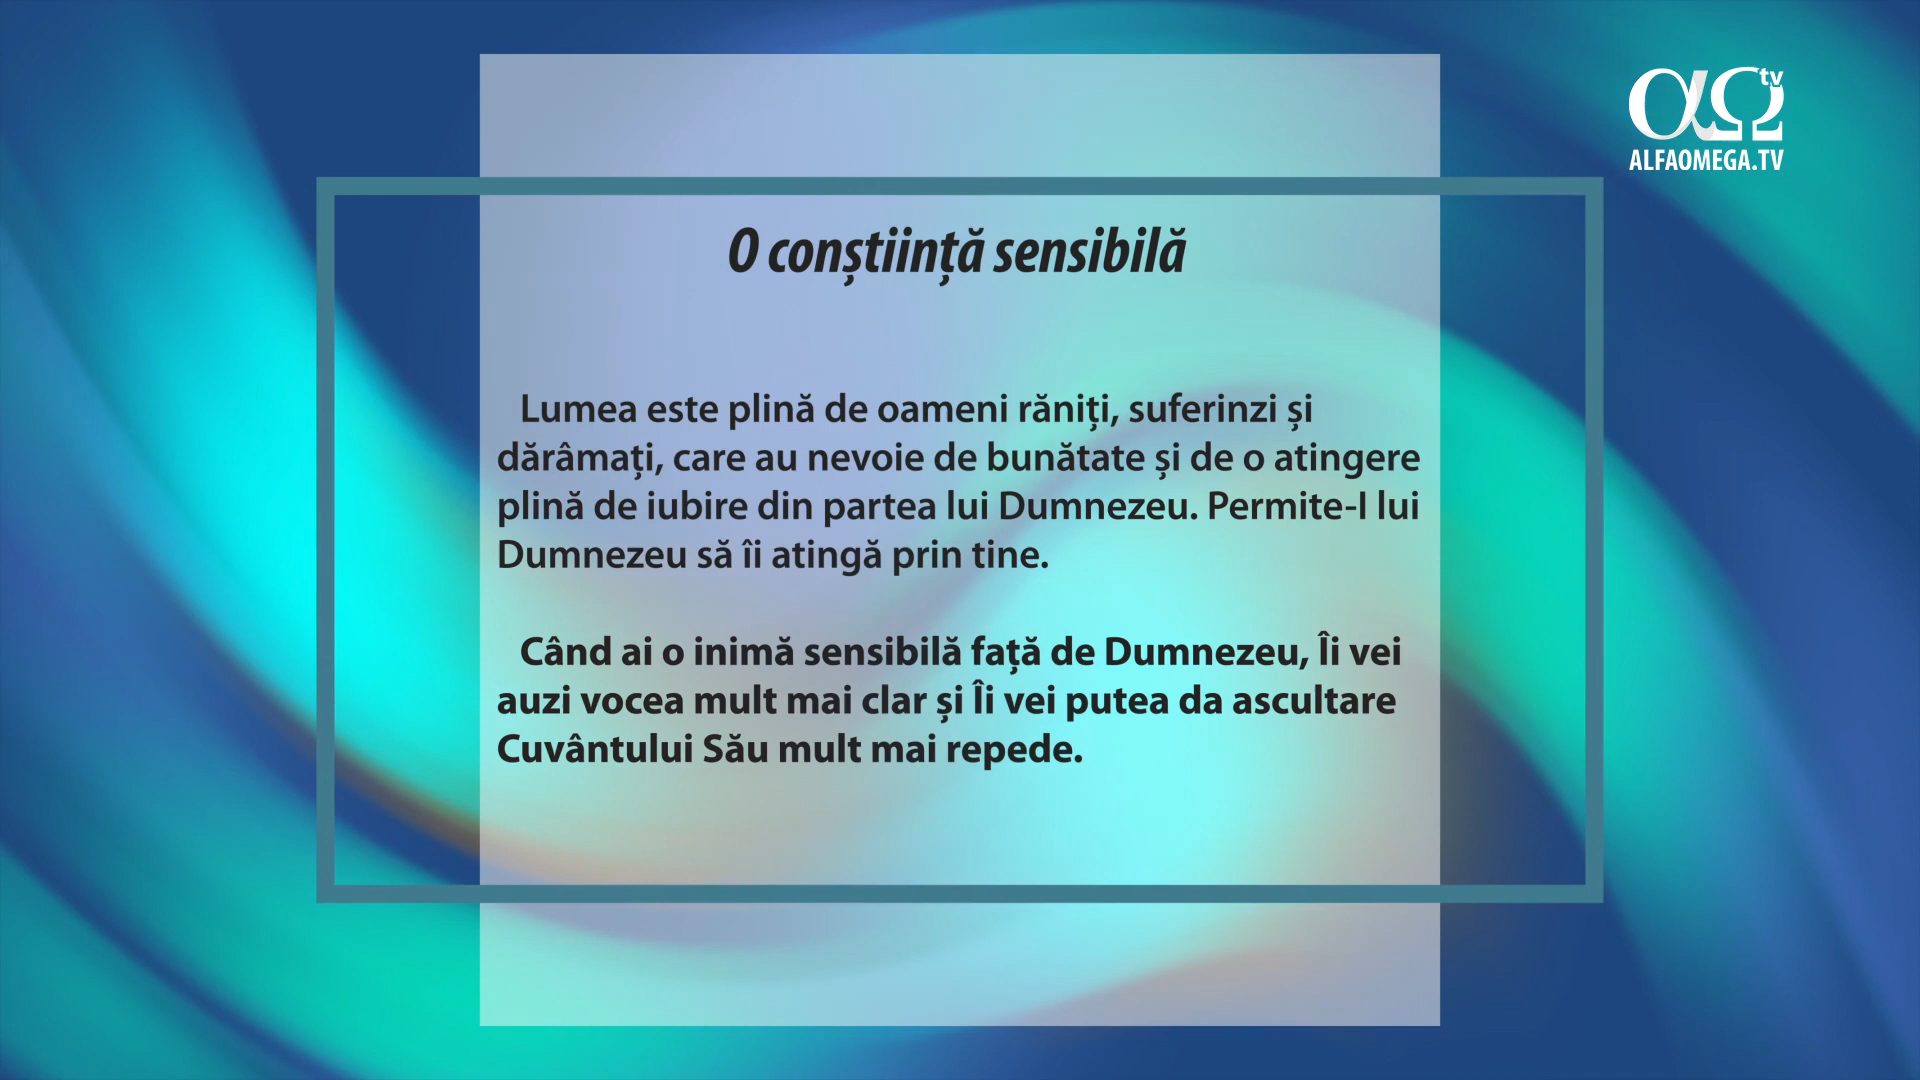 tv
ALFAOMEGA.TV
O conștiință sensibilă
Lumea este plină de oameni răniți, suferinzi și
dărâmați, care au nevoie de bunătate și de o atingere
plină de iubire din partea lui Dumnezeu. Permite-I lui
Dumnezeu să îi atingă prin tine.
Când ai o inimă sensibilă față de Dumnezeu, Îi vei
auzi vocea mult mai clar și Îi vei putea da ascultare
Cuvântului Său mult mai repede.